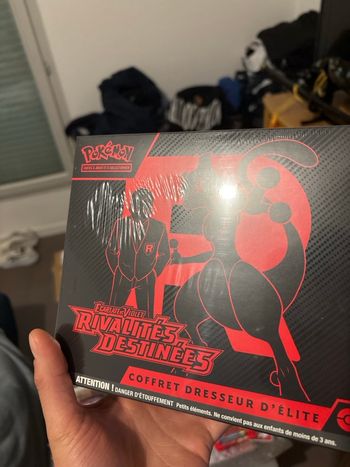 POKÉMON
R
ÉCARLATE ET VIOLET
RIVALITÉS
DESTINÉES
COFFRET DRESSEUR D'ÉLITE
ATTENTION ! DANGER D'ÉTOUFFEMENT Petits éléments. Ne convient pas aux enfants de moins de 3 ans.